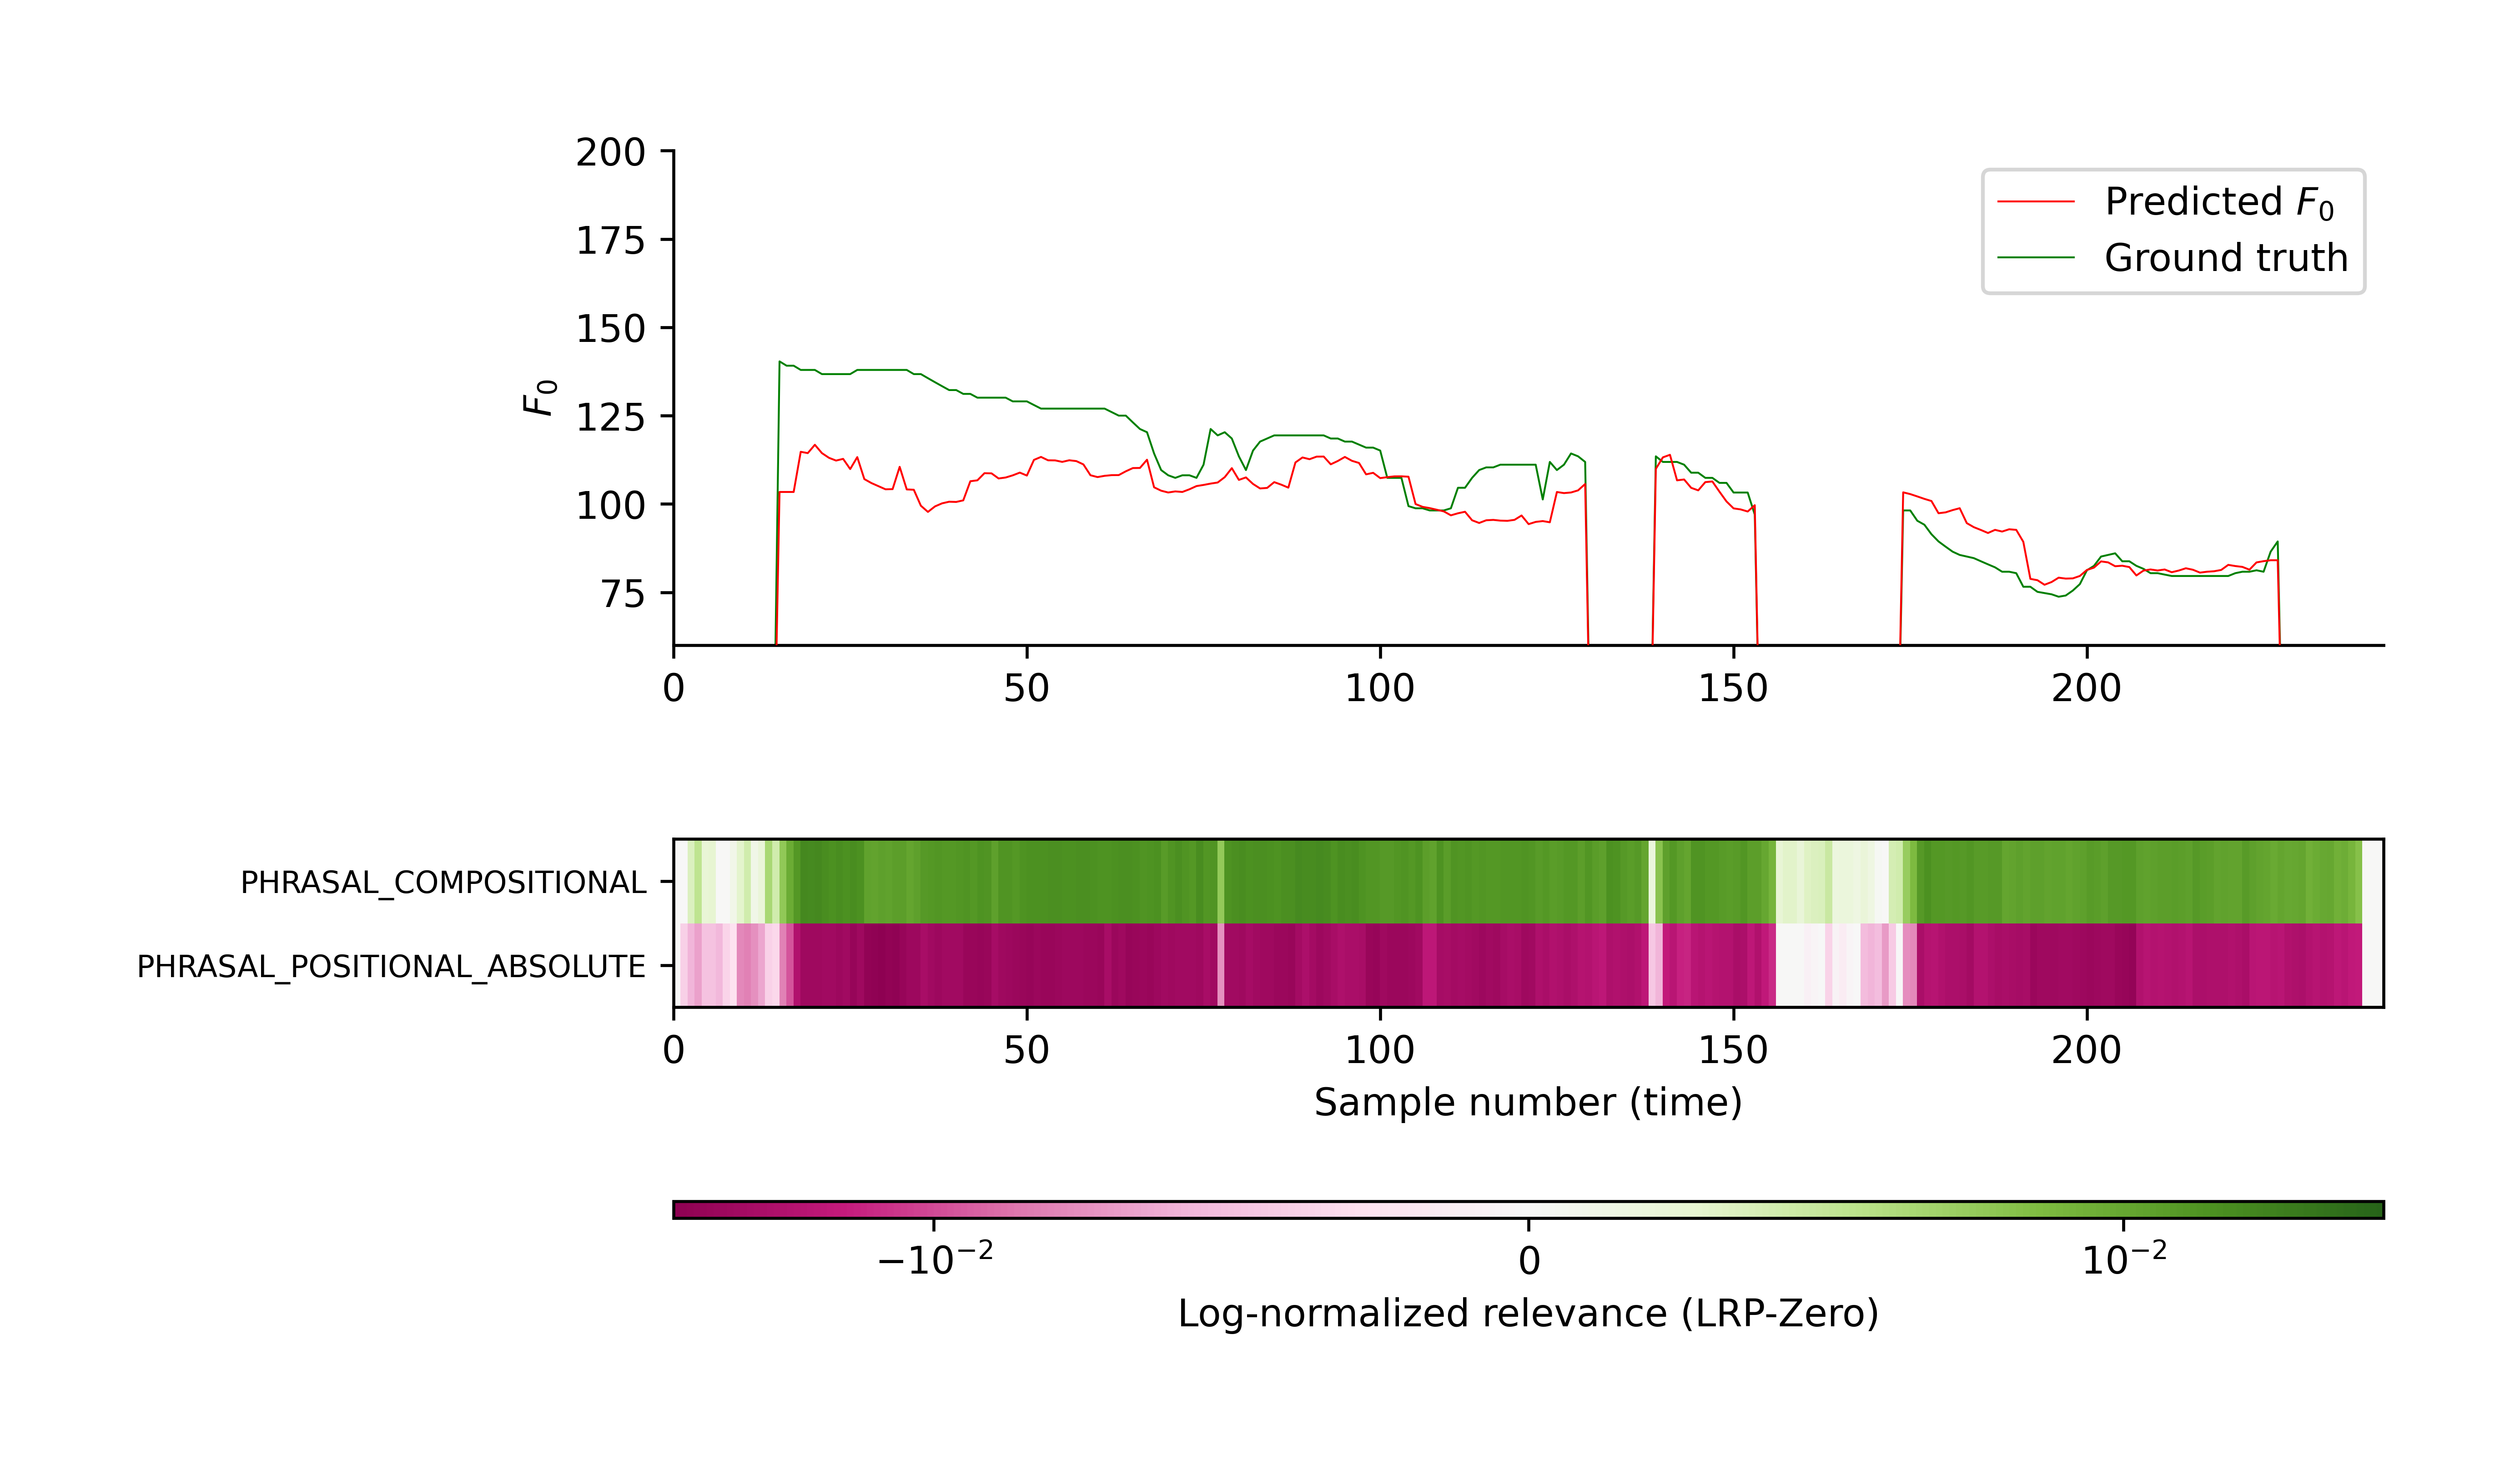 200
175
150
125
100
75
F₀
Predicted F₀
Ground truth
0 50 100 150 200
PHRASAL_COMPOSITIONAL
PHRASAL_POSITIONAL_ABSOLUTE
0 50 100 150 200
Sample number (time)
−10⁻² 0 10⁻²
Log-normalized relevance (LRP-Zero)